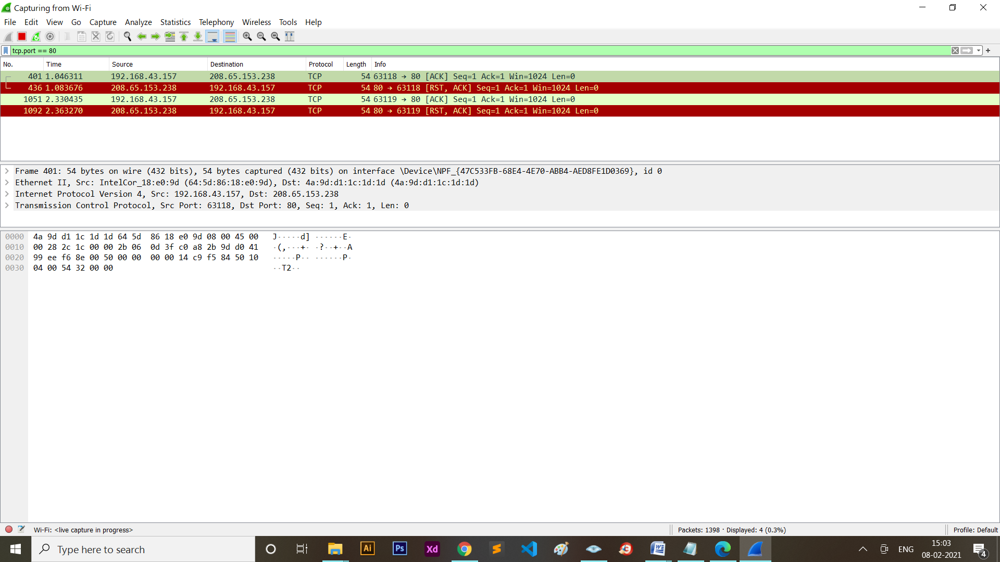 Capturing from Wi-Fi
File Edit View Go Capture Analyze Statistics Telephony Wireless Tools Help
tcp.port == 80
No. Time Source Destination Protocol Length Info
401 1.046311 192.168.43.157 208.65.153.238 TCP 54 63118 → 80 [ACK] Seq=1 Ack=1 Win=1024 Len=0
436 1.083676 208.65.153.238 192.168.43.157 TCP 54 80 → 63118 [RST, ACK] Seq=1 Ack=1 Win=1024 Len=0
1051 2.330435 192.168.43.157 208.65.153.238 TCP 54 63119 → 80 [ACK] Seq=1 Ack=1 Win=1024 Len=0
1092 2.363270 208.65.153.238 192.168.43.157 TCP 54 80 → 63119 [RST, ACK] Seq=1 Ack=1 Win=1024 Len=0
Frame 401: 54 bytes on wire (432 bits), 54 bytes captured (432 bits) on interface \Device\NPF_{47C533FB-68E4-4E70-ABB4-AED8FE1D0369}, id 0
Ethernet II, Src: IntelCor_18:e0:9d (64:5d:86:18:e0:9d), Dst: 4a:9d:d1:1c:1d:1d (4a:9d:d1:1c:1d:1d)
Internet Protocol Version 4, Src: 192.168.43.157, Dst: 208.65.153.238
Transmission Control Protocol, Src Port: 63118, Dst Port: 80, Seq: 1, Ack: 1, Len: 0
0000 4a 9d d1 1c 1d 1d 64 5d 86 18 e0 9d 08 00 45 00 J·····d] ······E·
0010 00 28 2c 1c 00 00 2b 06 0d 3f c0 a8 2b 9d d0 41 ·(,···+· ·?··+··A
0020 99 ee f6 8e 00 50 00 00 00 00 14 c9 f5 84 50 10 ·····P·· ······P·
0030 04 00 54 32 00 00 ··T2··
Wi-Fi: <live capture in progress> Packets: 1398 · Displayed: 4 (0.3%) Profile: Default
Type here to search Ai Ps Xd ENG 15:03
08-02-2021 4